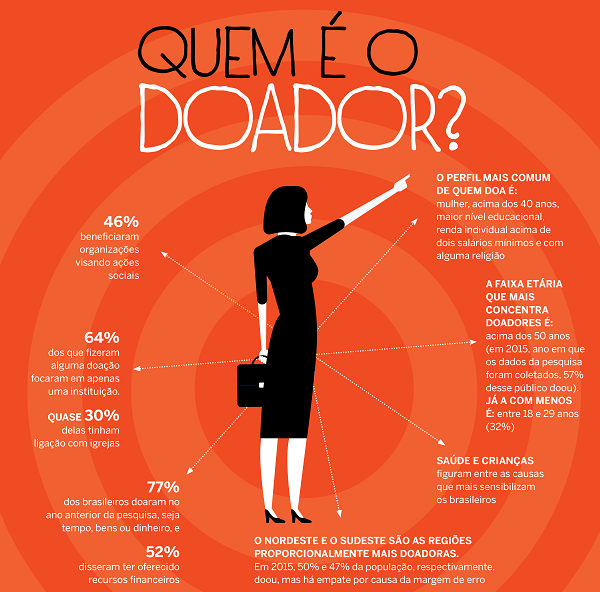 QUEM É O
DOADOR?
46%
beneficiaram
organizações
visando ações
sociais
64%
dos que fizeram
alguma doação
focaram em apenas
uma instituição.
QUASE 30%
delas tinham
ligação com igrejas
77%
dos brasileiros doaram no
ano anterior da pesquisa, seja
tempo, bens ou dinheiro, e
52%
disseram ter oferecido
recursos financeiros
O PERFIL MAIS COMUM
DE QUEM DOA É:
mulher, acima dos 40 anos,
maior nível educacional,
renda individual acima de
dois salários mínimos e com
alguma religião
A FAIXA ETÁRIA
QUE MAIS
CONCENTRA
DOADORES É:
acima dos 50 anos
(em 2015, ano em que
os dados da pesquisa
foram coletados, 57%
desse público doou).
JÁ A COM MENOS
É: entre 18 e 29 anos
(32%)
SAÚDE E CRIANÇAS
figuram entre as causas
que mais sensibilizam
os brasileiros
O NORDESTE E O SUDESTE SÃO AS REGIÕES
PROPORCIONALMENTE MAIS DOADORAS.
Em 2015, 50% e 47% da população, respectivamente,
doou, mas há empate por causa da margem de erro